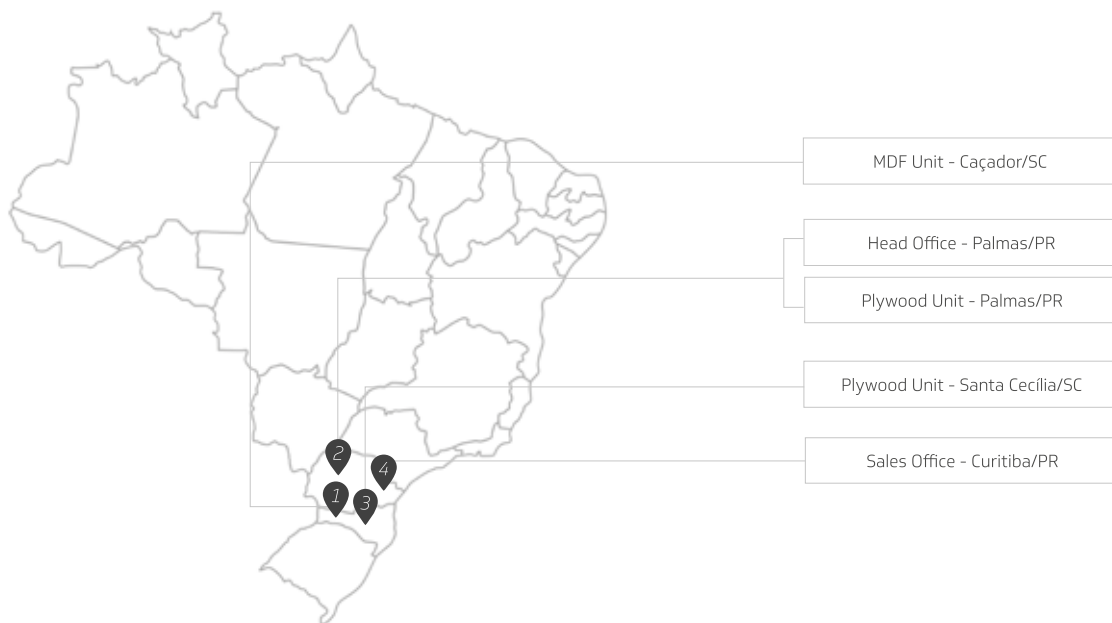 MDF Unit - Caçador/SC
Head Office - Palmas/PR
Plywood Unit - Palmas/PR
Plywood Unit - Santa Cecília/SC
Sales Office - Curitiba/PR
2
4
1
3